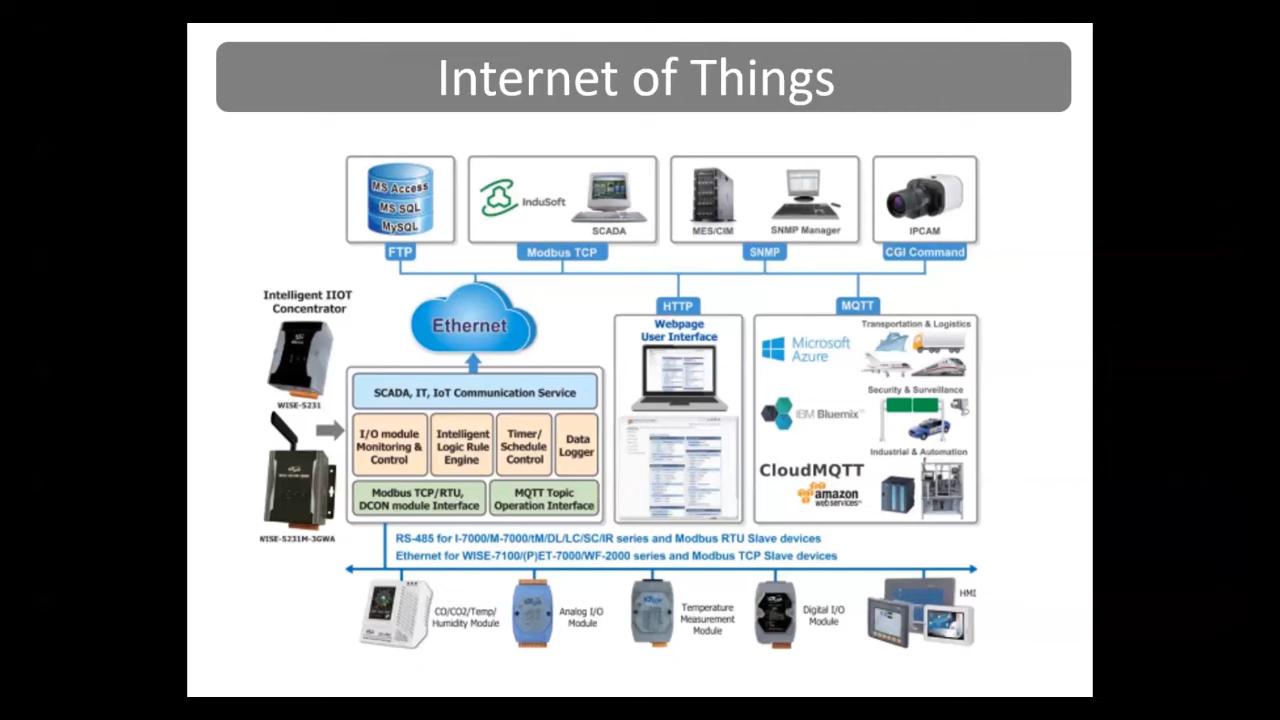 Internet of Things
MS Access
MS SQL
MySQL
InduSoft
SCADA
MES/CIM
SNMP Manager
IPCAM
FTP
Modbus TCP
SNMP
CGI Command
Intelligent IIOT
Concentrator
WISE-5231
WISE-5231M-3GWA
Ethernet
SCADA, IT, IoT Communication Service
I/O module
Monitoring &
Control
Intelligent
Logic Rule
Engine
Timer/
Schedule
Control
Data
Logger
Modbus TCP/RTU,
DCON module Interface
MQTT Topic
Operation Interface
HTTP
Webpage
User Interface
MQTT
Microsoft
Azure
Transportation & Logistics
IBM Bluemix
Security & Surveillance
CloudMQTT
amazon
web services
Industrial & Automation
RS-485 for I-7000/M-7000/tM/DL/LC/SC/IR series and Modbus RTU Slave devices
Ethernet for WISE-7100/(P)ET-7000/WF-2000 series and Modbus TCP Slave devices
CO/CO2/Temp/
Humidity Module
Analog I/O
Module
Temperature
Measurement
Module
Digital I/O
Module
HMI